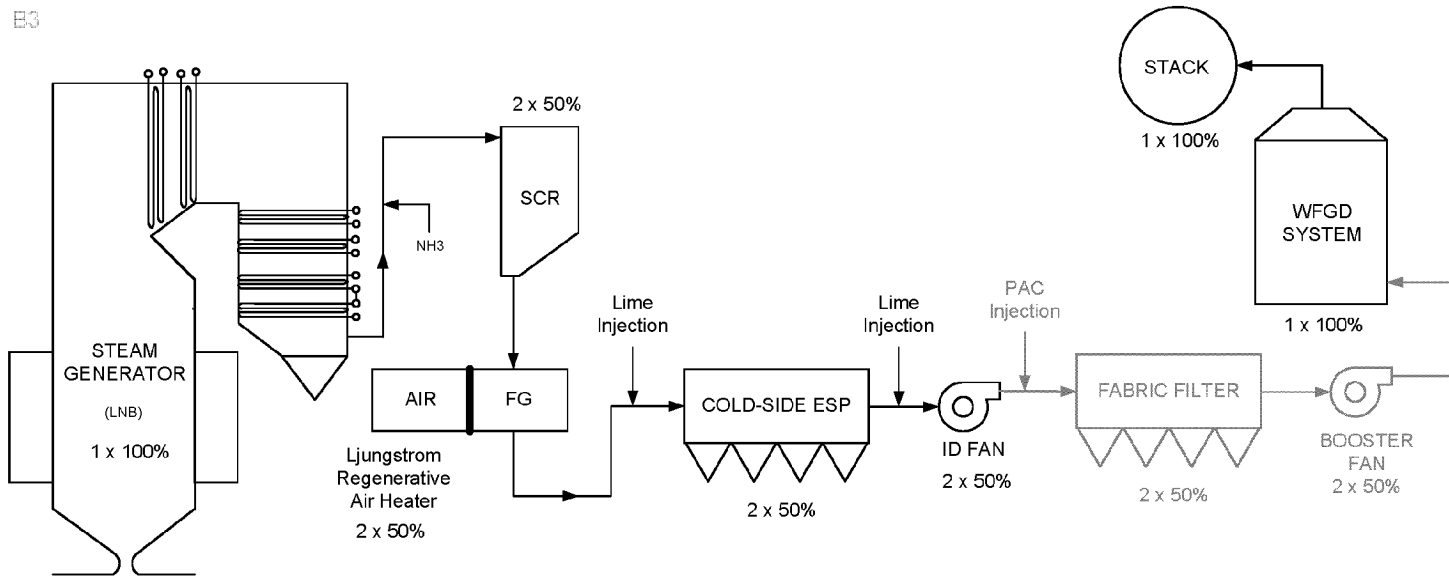 B3
STACK
1 x 100%
2 x 50%
SCR
NH3
WFGD
SYSTEM
1 x 100%
STEAM
GENERATOR
(LNB)
1 x 100%
AIR
FG
Ljungstrom
Regenerative
Air Heater
2 x 50%
Lime
Injection
COLD-SIDE ESP
2 x 50%
Lime
Injection
ID FAN
2 x 50%
PAC
Injection
FABRIC FILTER
2 x 50%
BOOSTER
FAN
2 x 50%